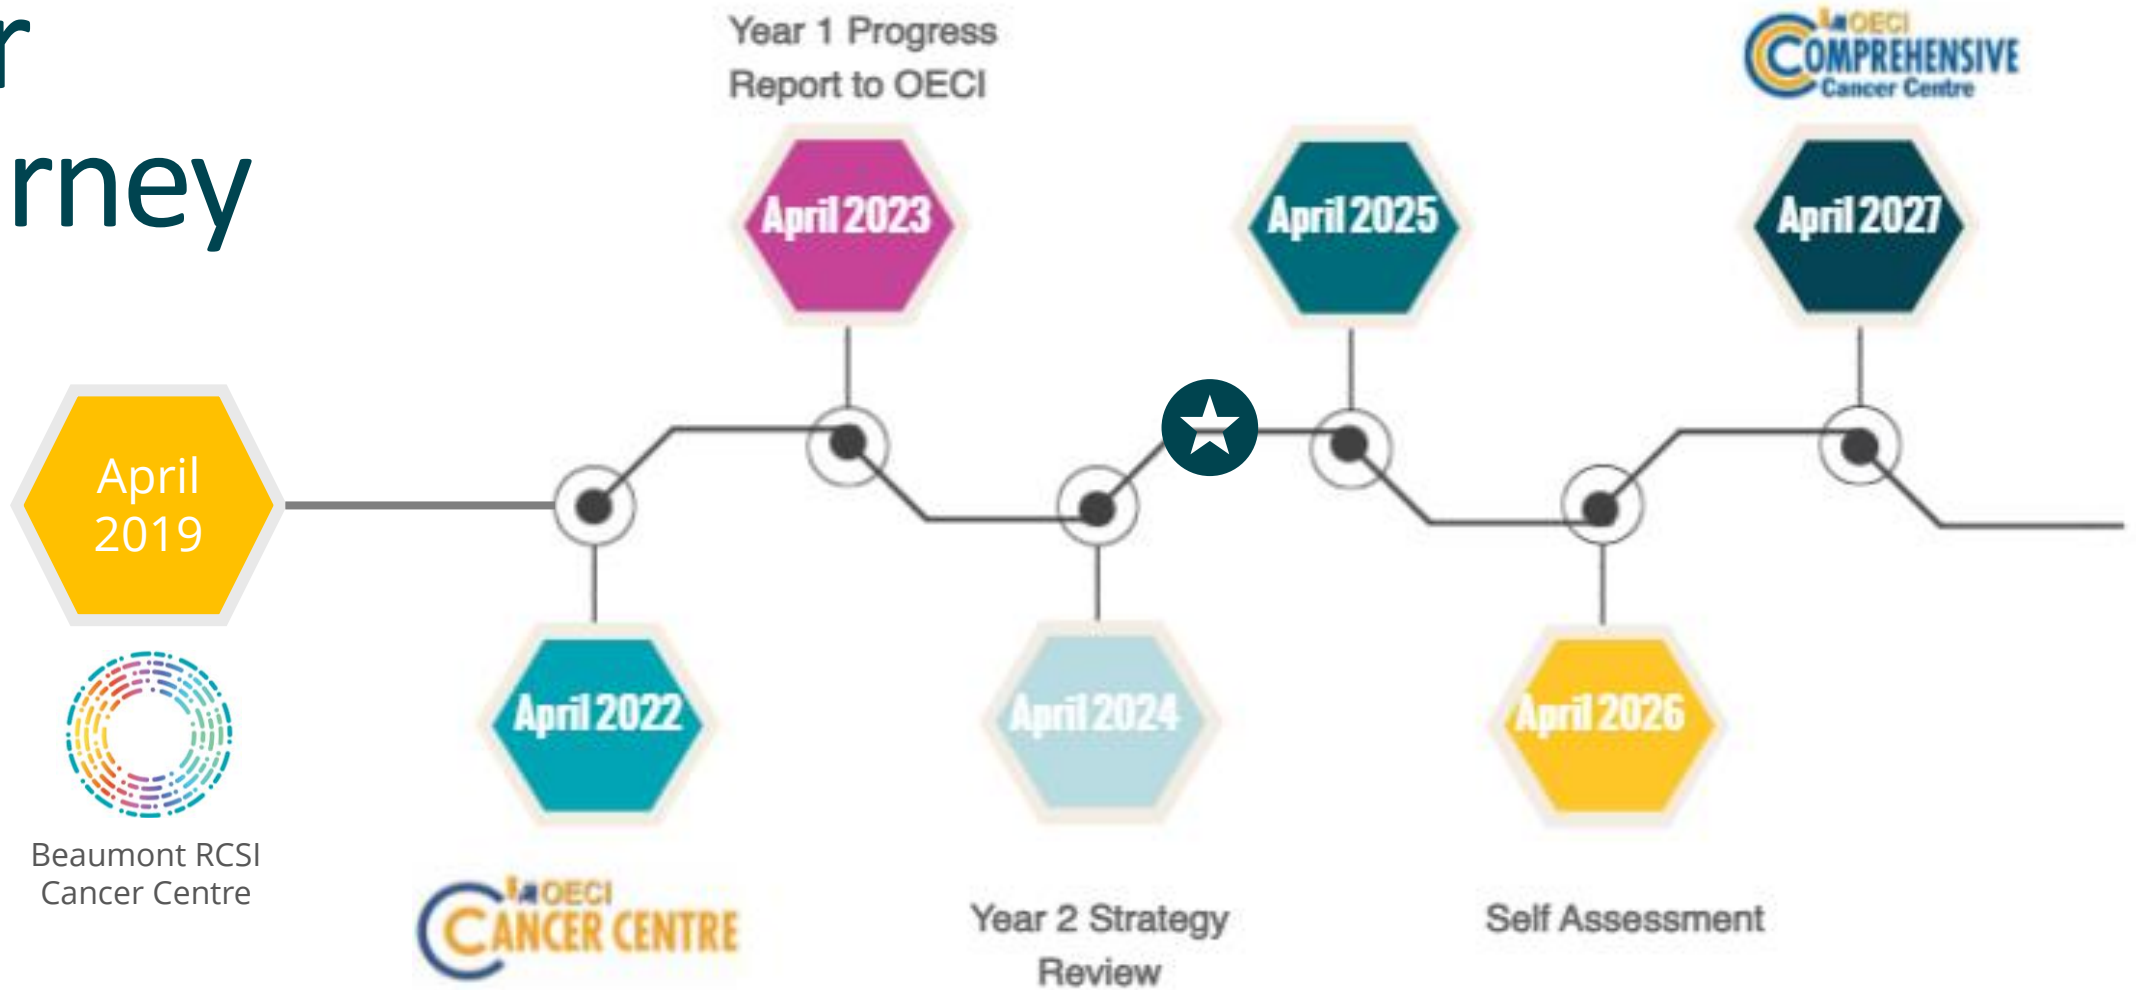 r
rney
Year 1 Progress
Report to OECI
OECI
COMPREHENSIVE
Cancer Centre
April 2023
April 2025
April 2027
April
2019
April 2022
April 2024
April 2026
Beaumont RCSI
Cancer Centre
OECI
CANCER CENTRE
Year 2 Strategy
Review
Self Assessment